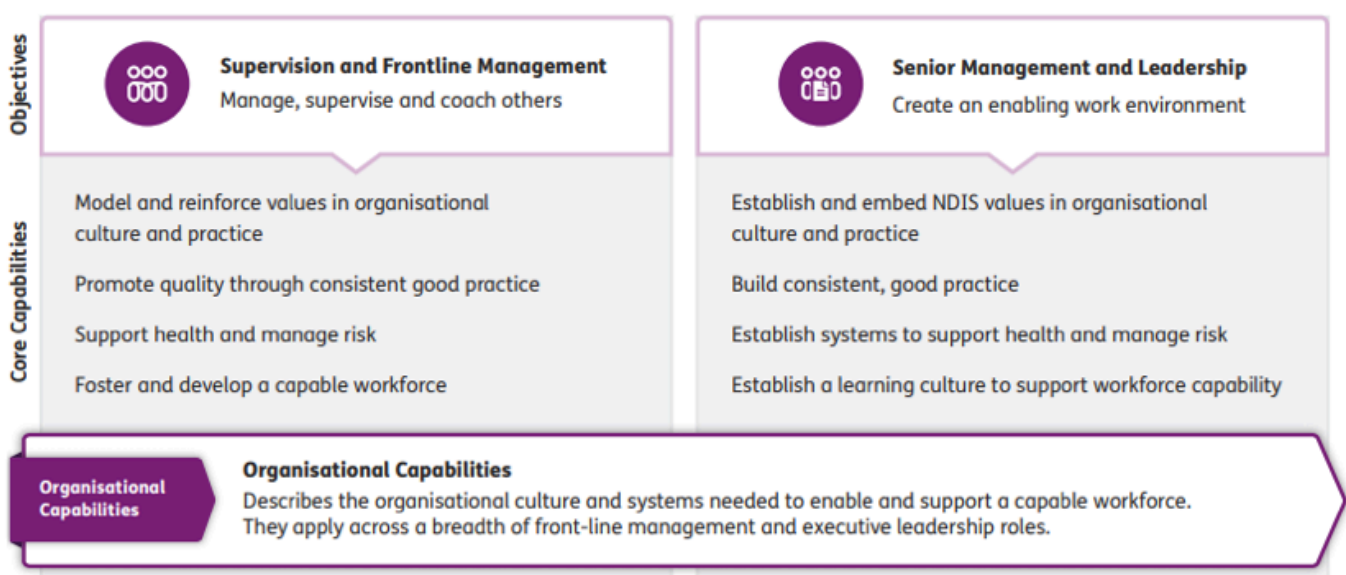 Objectives
Supervision and Frontline Management
Manage, supervise and coach others
Senior Management and Leadership
Create an enabling work environment
Core Capabilities
Model and reinforce values in organisational
culture and practice
Promote quality through consistent good practice
Support health and manage risk
Foster and develop a capable workforce
Establish and embed NDIS values in organisational
culture and practice
Build consistent, good practice
Establish systems to support health and manage risk
Establish a learning culture to support workforce capability
Organisational
Capabilities
Organisational Capabilities
Describes the organisational culture and systems needed to enable and support a capable workforce.
They apply across a breadth of front-line management and executive leadership roles.